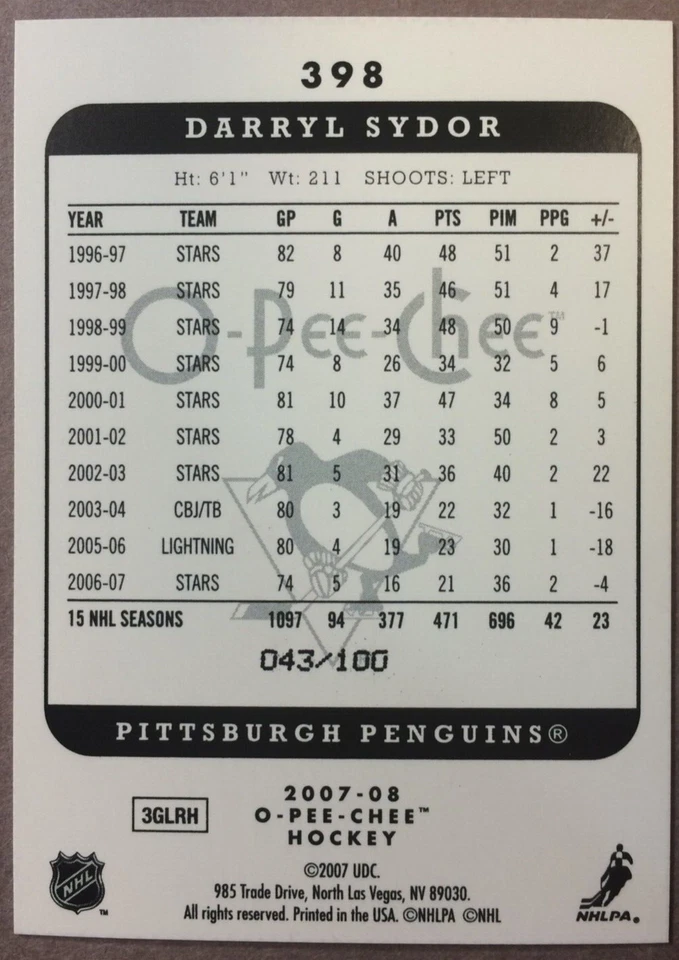 398
DARRYL SYDOR
Ht: 6'1" Wt: 211 SHOOTS: LEFT
YEAR TEAM GP G A PTS PIM PPG +/-
1996-97 STARS 82 8 40 48 51 2 37
1997-98 STARS 79 11 35 46 51 4 17
1998-99 STARS 74 14 34 48 50 9 -1
O-Pee-Chee™
1999-00 STARS 74 8 26 34 32 5 6
2000-01 STARS 81 10 37 47 34 8 5
2001-02 STARS 78 4 29 33 50 2 3
2002-03 STARS 81 5 31 36 40 2 22
2003-04 CBJ/TB 80 3 19 22 32 1 -16
2005-06 LIGHTNING 80 4 19 23 30 1 -18
2006-07 STARS 74 5 16 21 36 2 -4
15 NHL SEASONS 1097 94 377 471 696 42 23
043/100
PITTSBURGH PENGUINS®
3GLRH
2007-08
O-PEE-CHEE™
HOCKEY
©2007 UDC.
985 Trade Drive, North Las Vegas, NV 89030.
All rights reserved. Printed in the USA. ©NHLPA ©NHL
NHL™
NHLPA®